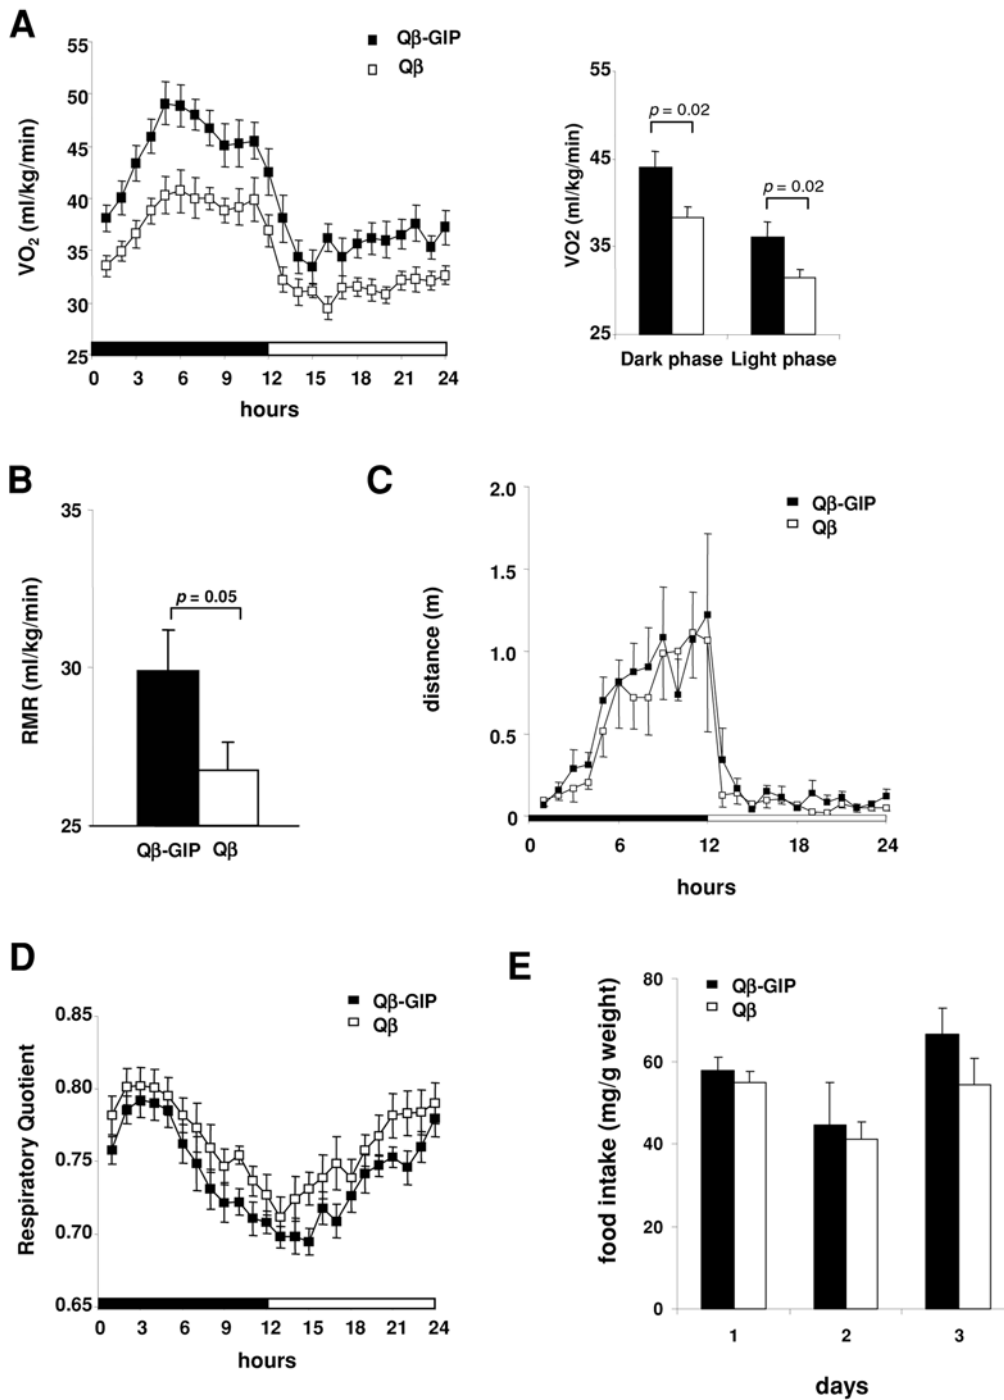 A
Qβ-GIP
Qβ
VO2 (ml/kg/min)
55
50
45
40
35
30
25
0 3 6 9 12 15 18 21 24
hours
VO2 (ml/kg/min)
55
45
35
25
p = 0.02
p = 0.02
Dark phase Light phase
B
RMR (ml/kg/min)
35
30
25
p = 0.05
Qβ-GIP Qβ
C
Qβ-GIP
Qβ
distance (m)
2.0
1.5
1.0
0.5
0
0 6 12 18 24
hours
D
Qβ-GIP
Qβ
Respiratory Quotient
0.85
0.80
0.75
0.70
0.65
0 3 6 9 12 15 18 21 24
hours
E
Qβ-GIP
Qβ
food intake (mg/g weight)
80
60
40
20
0
1 2 3
days